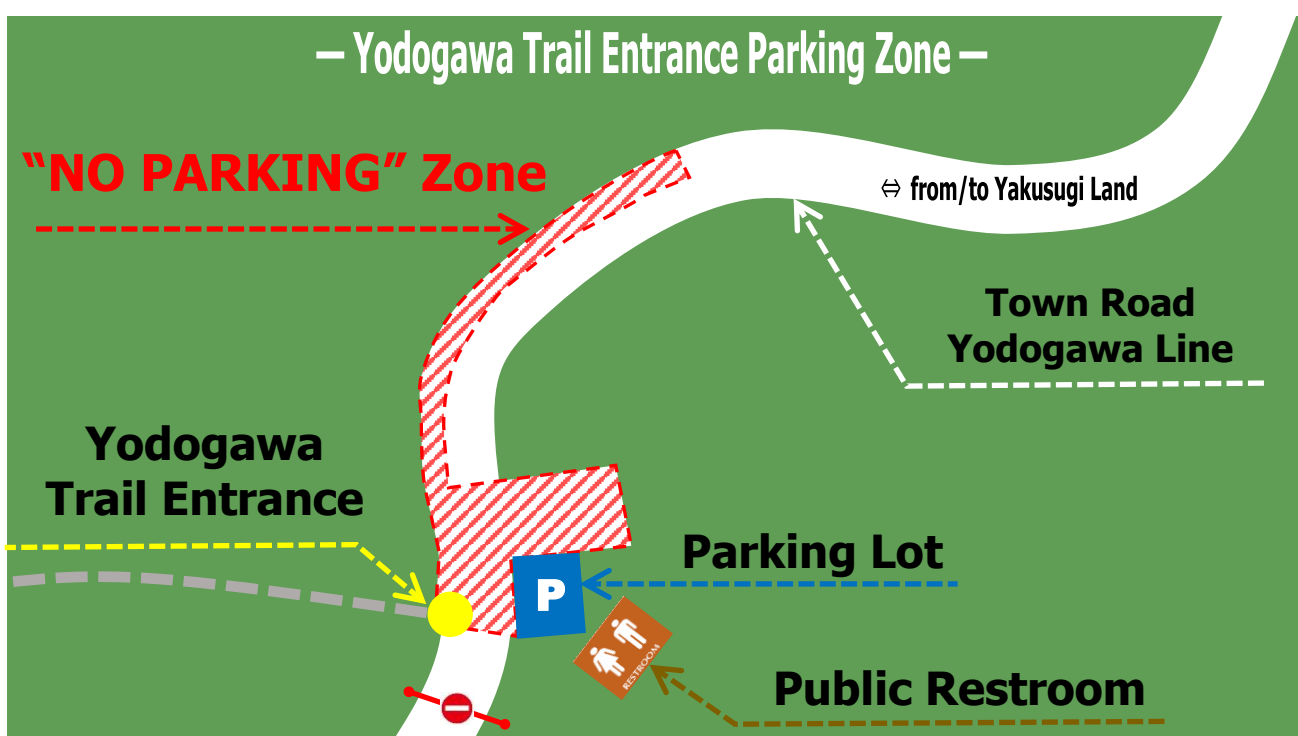 — Yodogawa Trail Entrance Parking Zone —
“NO PARKING” Zone
⇔ from/to Yakusugi Land
Town Road
Yodogawa Line
Yodogawa
Trail Entrance
Parking Lot
P
RESTROOM
Public Restroom